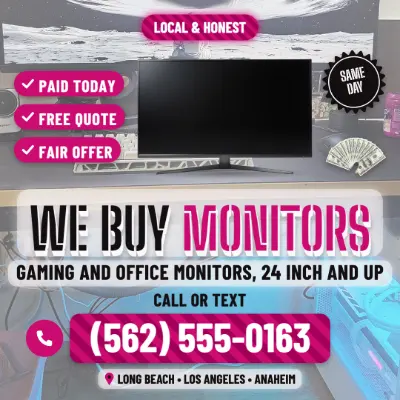 LOCAL & HONEST
PAID TODAY
FREE QUOTE
FAIR OFFER
SAME
DAY
WE BUY MONITORS
GAMING AND OFFICE MONITORS, 24 INCH AND UP
CALL OR TEXT
(562) 555-0163
LONG BEACH • LOS ANGELES • ANAHEIM